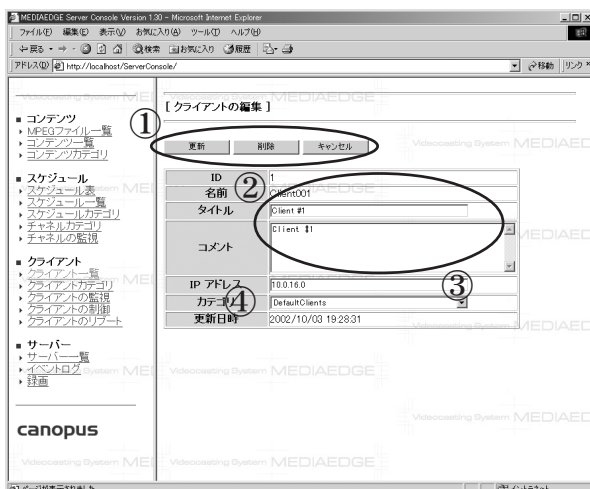 MEDIAEDGE Server Console Version 1.30 - Microsoft Internet Explorer
ファイル(F) 編集(E) 表示(V) お気に入り(A) ツール(T) ヘルプ(H)
戻る 検索 お気に入り 履歴
アドレス(D) http://localhost/ServerConsole/ 移動 リンク
コンテンツ
MPEGファイル一覧
コンテンツ一覧
コンテンツカテゴリ
スケジュール
スケジュール表
スケジュール一覧
スケジュールカテゴリ
チャネルカテゴリ
チャネルの監視
クライアント
クライアント一覧
クライアントカテゴリ
クライアントの監視
クライアントの制御
クライアントのリブート
サーバー
サーバー一覧
イベントログ
録画
canopus
[ クライアントの編集 ]
①
更新 削除 キャンセル
ID 1
名前 ② Client001
タイトル Client #1
コメント Client #1
IP アドレス 10.0.16.0 ③
カテゴリ ④ DefaultClients
更新日時 2002/10/03 19:28:31
Videocasting System MEDIAEDGE
ページが表示されました イントラネット